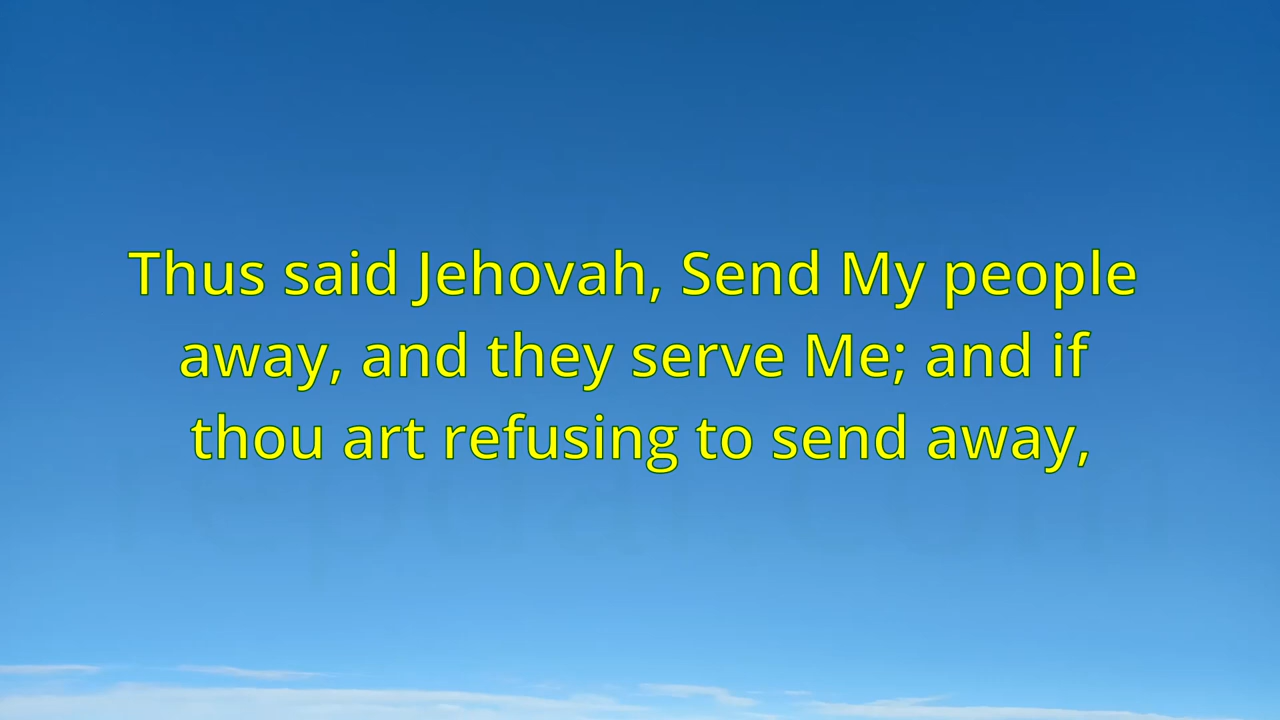 Thus said Jehovah, Send My people
away, and they serve Me; and if
thou art refusing to send away,